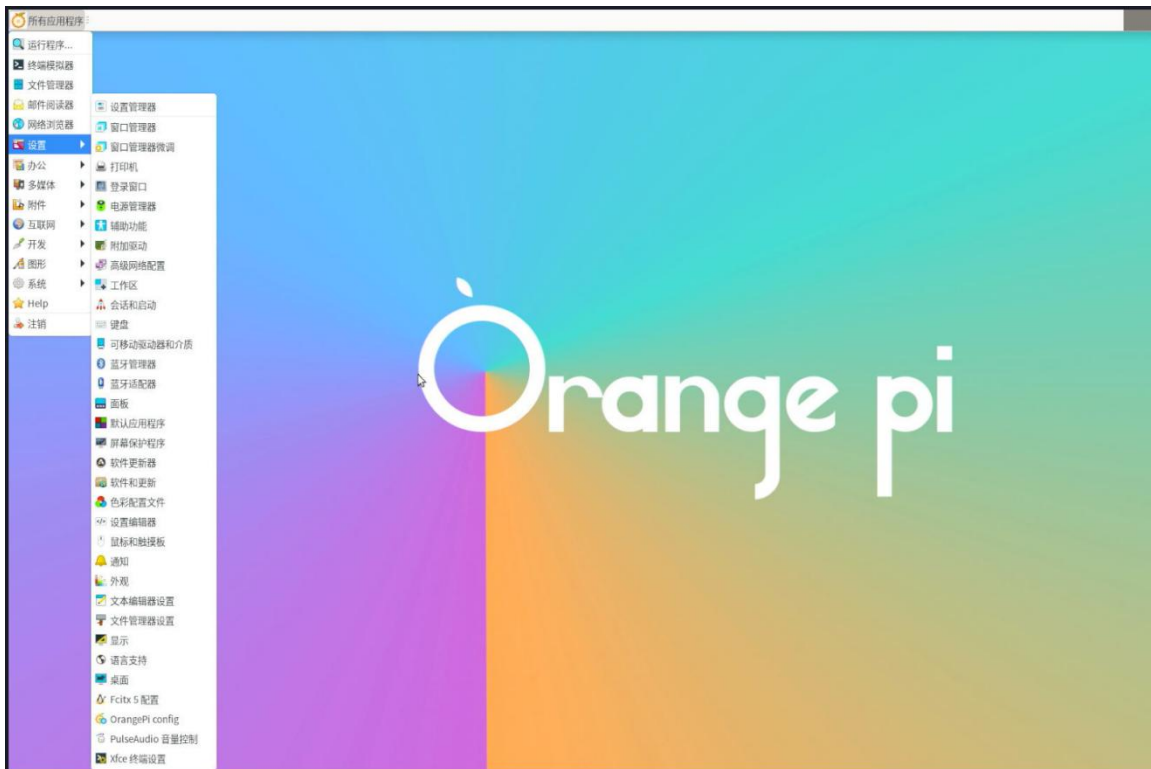 所有应用程序
运行程序...
终端模拟器
文件管理器
邮件阅读器
网络浏览器
设置
办公
多媒体
附件
互联网
开发
图形
系统
Help
注销
设置管理器
窗口管理器
窗口管理器微调
打印机
登录窗口
电源管理器
辅助功能
附加驱动
高级网络配置
工作区
会话和启动
键盘
可移动驱动器和介质
蓝牙管理器
蓝牙适配器
面板
默认应用程序
屏幕保护程序
软件更新器
软件和更新
色彩配置文件
设置编辑器
鼠标和触摸板
通知
外观
文本编辑器设置
文件管理器设置
显示
语言支持
桌面
Fcitx 5 配置
OrangePi config
PulseAudio 音量控制
Xfce 终端设置
Orange pi